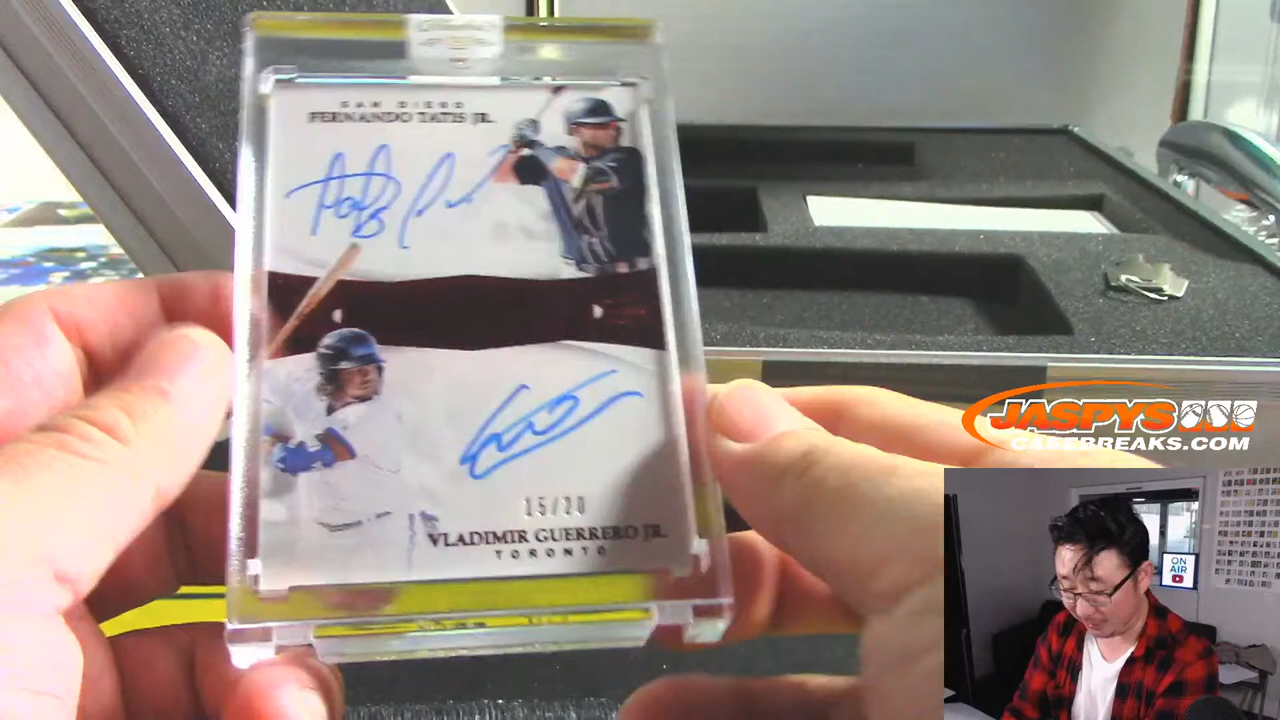 SAN DIEGO
FERNANDO TATIS JR.
15/20
VLADIMIR GUERRERO JR.
TORONTO
JASPYS
CASEBREAKS.COM
ON
AIR